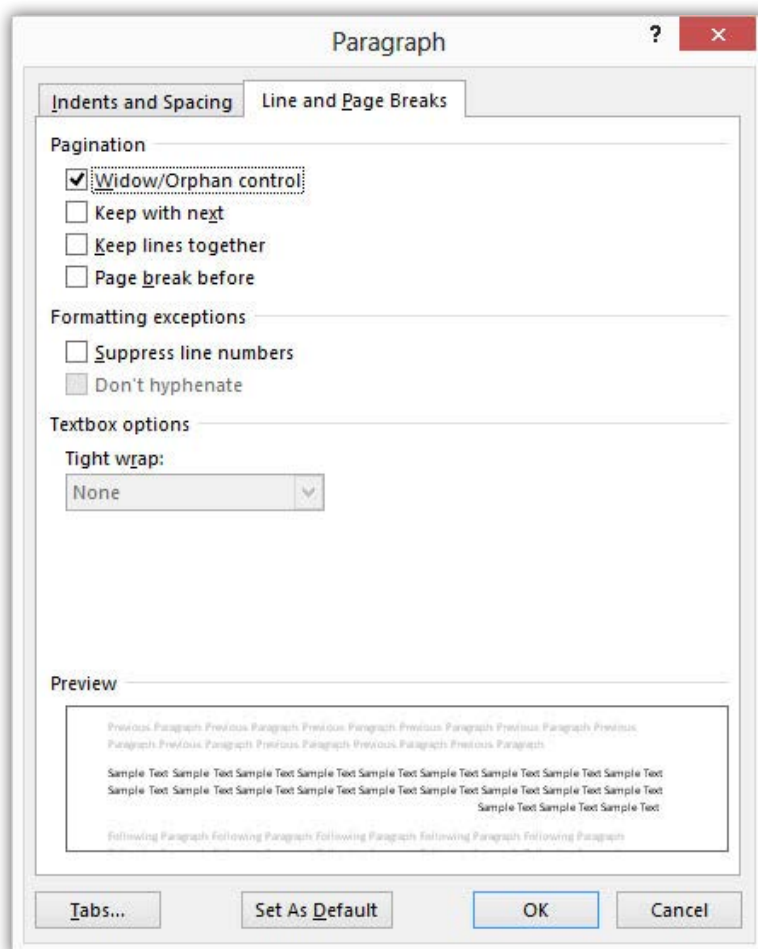 Paragraph
?
Indents and Spacing
Line and Page Breaks
Pagination
Widow/Orphan control
Keep with next
Keep lines together
Page break before
Formatting exceptions
Suppress line numbers
Don't hyphenate
Textbox options
Tight wrap:
None
Preview
Previous Paragraph Previous Paragraph Previous Paragraph Previous Paragraph Previous Paragraph Previous
Paragraph Previous Paragraph Previous Paragraph Previous Paragraph Previous Paragraph
Sample Text Sample Text Sample Text Sample Text Sample Text Sample Text Sample Text Sample Text Sample Text
Sample Text Sample Text Sample Text Sample Text Sample Text Sample Text Sample Text Sample Text Sample Text
Sample Text Sample Text Sample Text
Following Paragraph Following Paragraph Following Paragraph Following Paragraph Following Paragraph
Tabs...
Set As Default
OK
Cancel